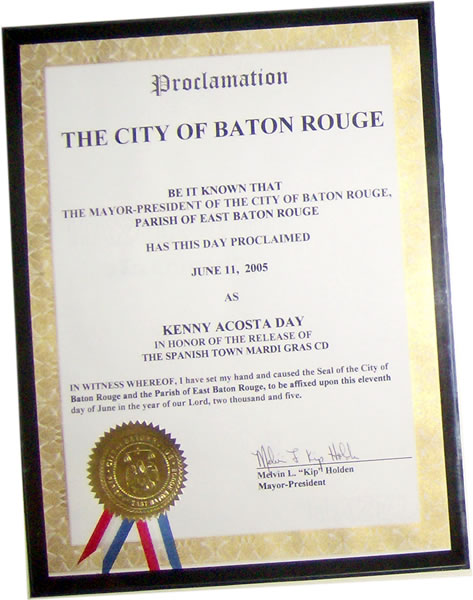 Proclamation
THE CITY OF BATON ROUGE
BE IT KNOWN THAT
THE MAYOR-PRESIDENT OF THE CITY OF BATON ROUGE,
PARISH OF EAST BATON ROUGE
HAS THIS DAY PROCLAIMED
JUNE 11, 2005
AS
KENNY ACOSTA DAY
IN HONOR OF THE RELEASE OF
THE SPANISH TOWN MARDI GRAS CD
IN WITNESS WHEREOF, I have set my hand and caused the Seal of the City of
Baton Rouge and the Parish of East Baton Rouge, to be affixed upon this eleventh
day of June in the year of our Lord, two thousand and five.
Melvin L "Kip" Holden
Melvin L. "Kip" Holden
Mayor-President